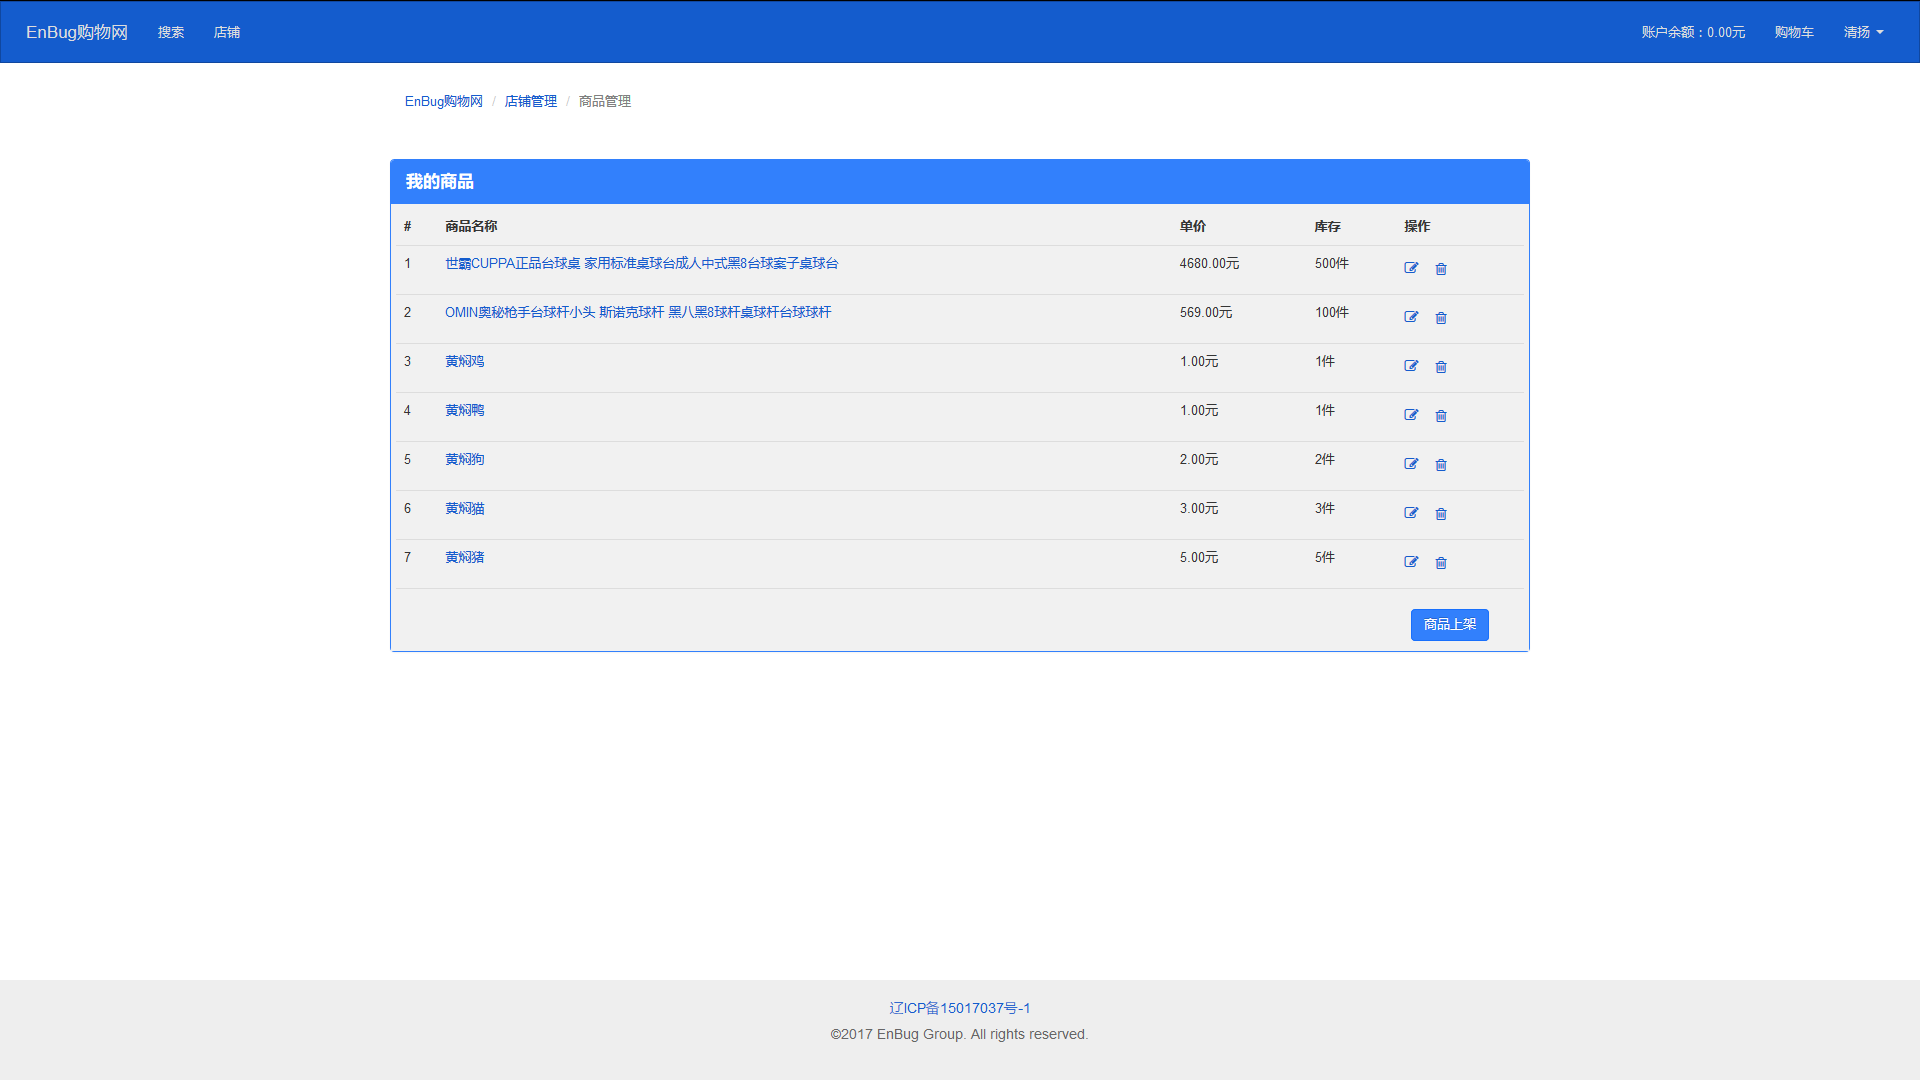 EnBug购物网 搜索 店铺 账户余额：0.00元 购物车 清扬
EnBug购物网 / 店铺管理 / 商品管理
我的商品
# 商品名称 单价 库存 操作
1 世霸CUPPA正品台球桌 家用标准桌球台成人中式黑8台球案子桌球台 4680.00元 500件
2 OMIN奥秘枪手台球杆小头 斯诺克球杆 黑八黑8球杆桌球杆台球球杆 569.00元 100件
3 黄焖鸡 1.00元 1件
4 黄焖鸭 1.00元 1件
5 黄焖狗 2.00元 2件
6 黄焖猫 3.00元 3件
7 黄焖猪 5.00元 5件
商品上架
辽ICP备15017037号-1
©2017 EnBug Group. All rights reserved.